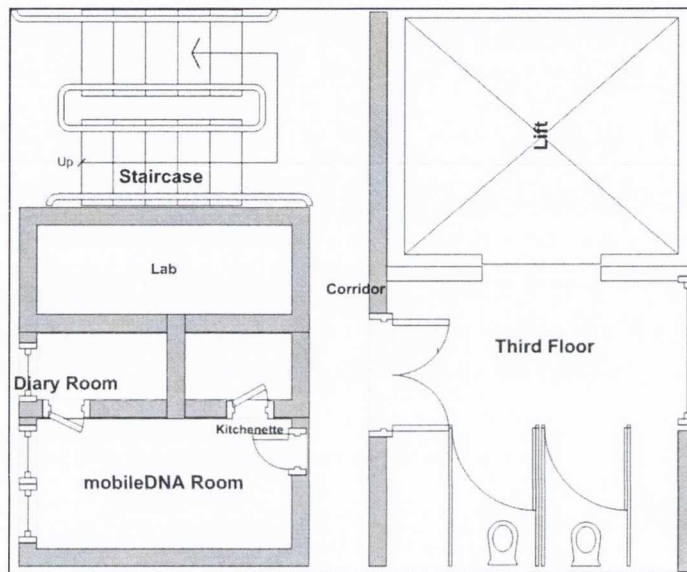 Up
Staircase
Lift
Lab
Corridor
Third Floor
Diary Room
Kitchenette
mobileDNA Room